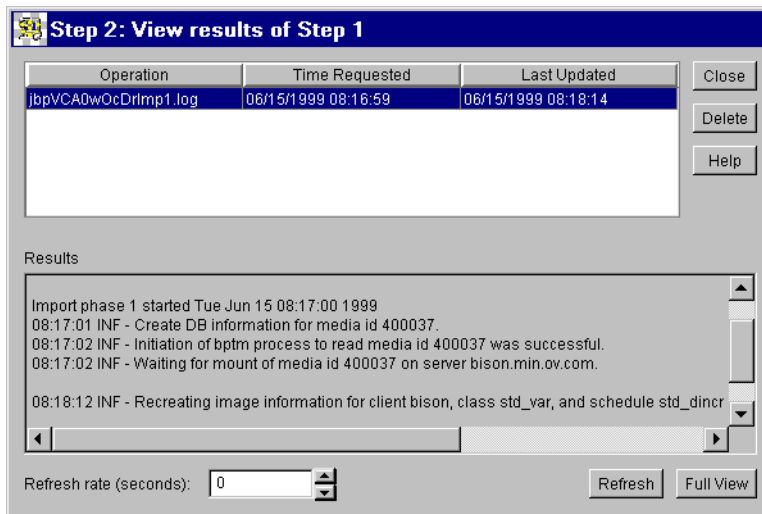 Step 2: View results of Step 1
Operation Time Requested Last Updated
jbpVCA0wOcDrImp1.log 06/15/1999 08:16:59 06/15/1999 08:18:14
Close
Delete
Help
Results
Import phase 1 started Tue Jun 15 08:17:00 1999
08:17:01 INF - Create DB information for media id 400037.
08:17:02 INF - Initiation of bptm process to read media id 400037 was successful.
08:17:02 INF - Waiting for mount of media id 400037 on server bison.min.ov.com.
08:18:12 INF - Recreating image information for client bison, class std_var, and schedule std_dincr
Refresh rate (seconds): 0 Refresh Full View